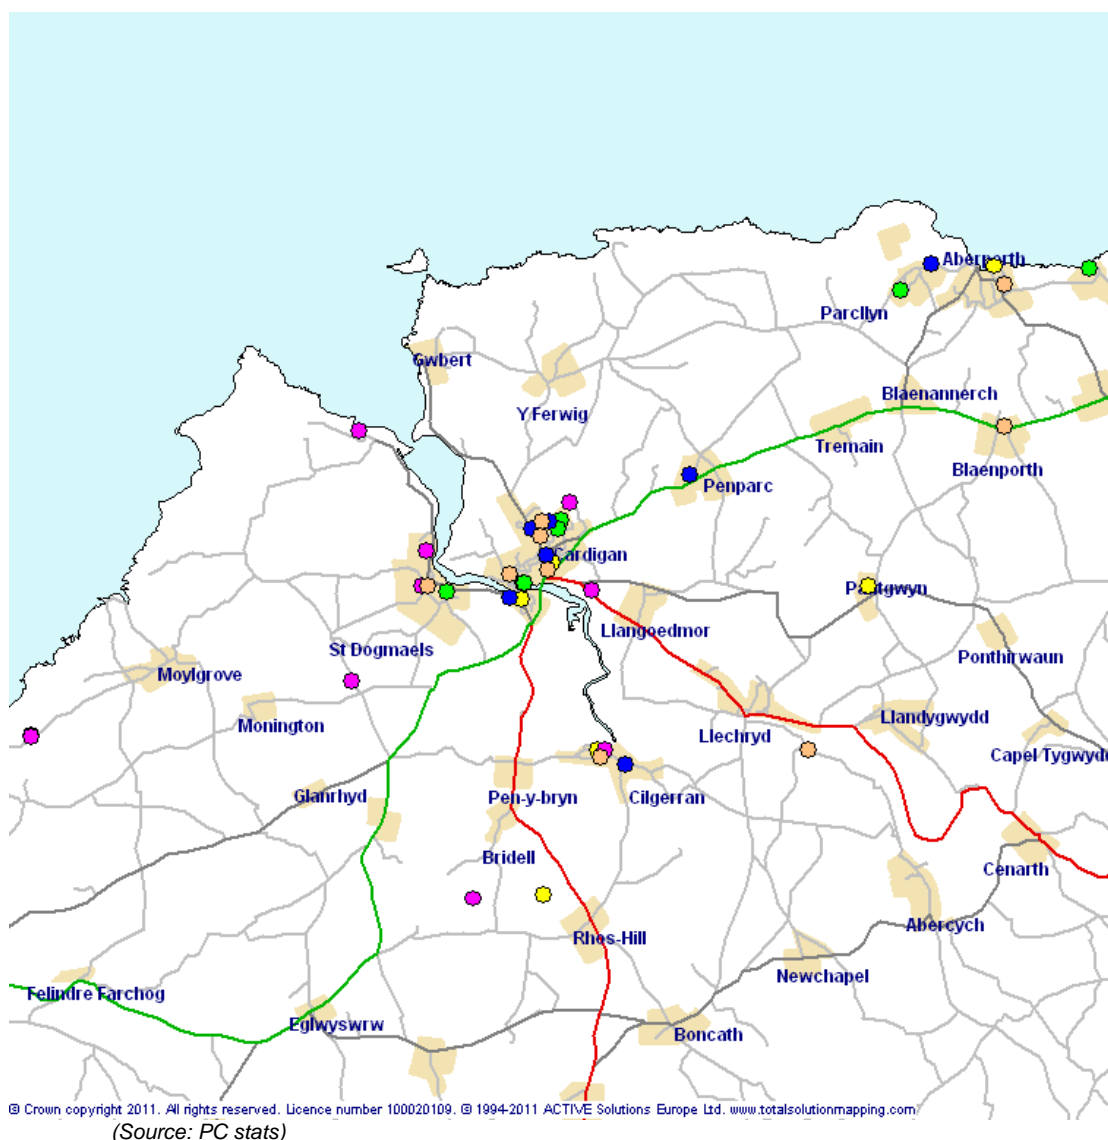 Aberporth
Parcllyn
Gwbert
Blaenannerch
Y Ferwig
Tremain
Blaenporth
Penparc
Cardigan
Pantgwyn
Llangoedmor
St Dogmaels
Ponthirwaun
Moylgrove
Monington
Llandygwydd
Llechryd
Capel Tygwydd
Glanrhyd
Pen-y-bryn
Cilgerran
Bridell
Cenarth
Abercych
Rhos-Hill
Newchapel
Felindre Farchog
Eglwyswrw
Boncath
© Crown copyright 2011. All rights reserved. Licence number 100020109. © 1994-2011 ACTIVE Solutions Europe Ltd. www.totalsolutionmapping.com
(Source: PC stats)